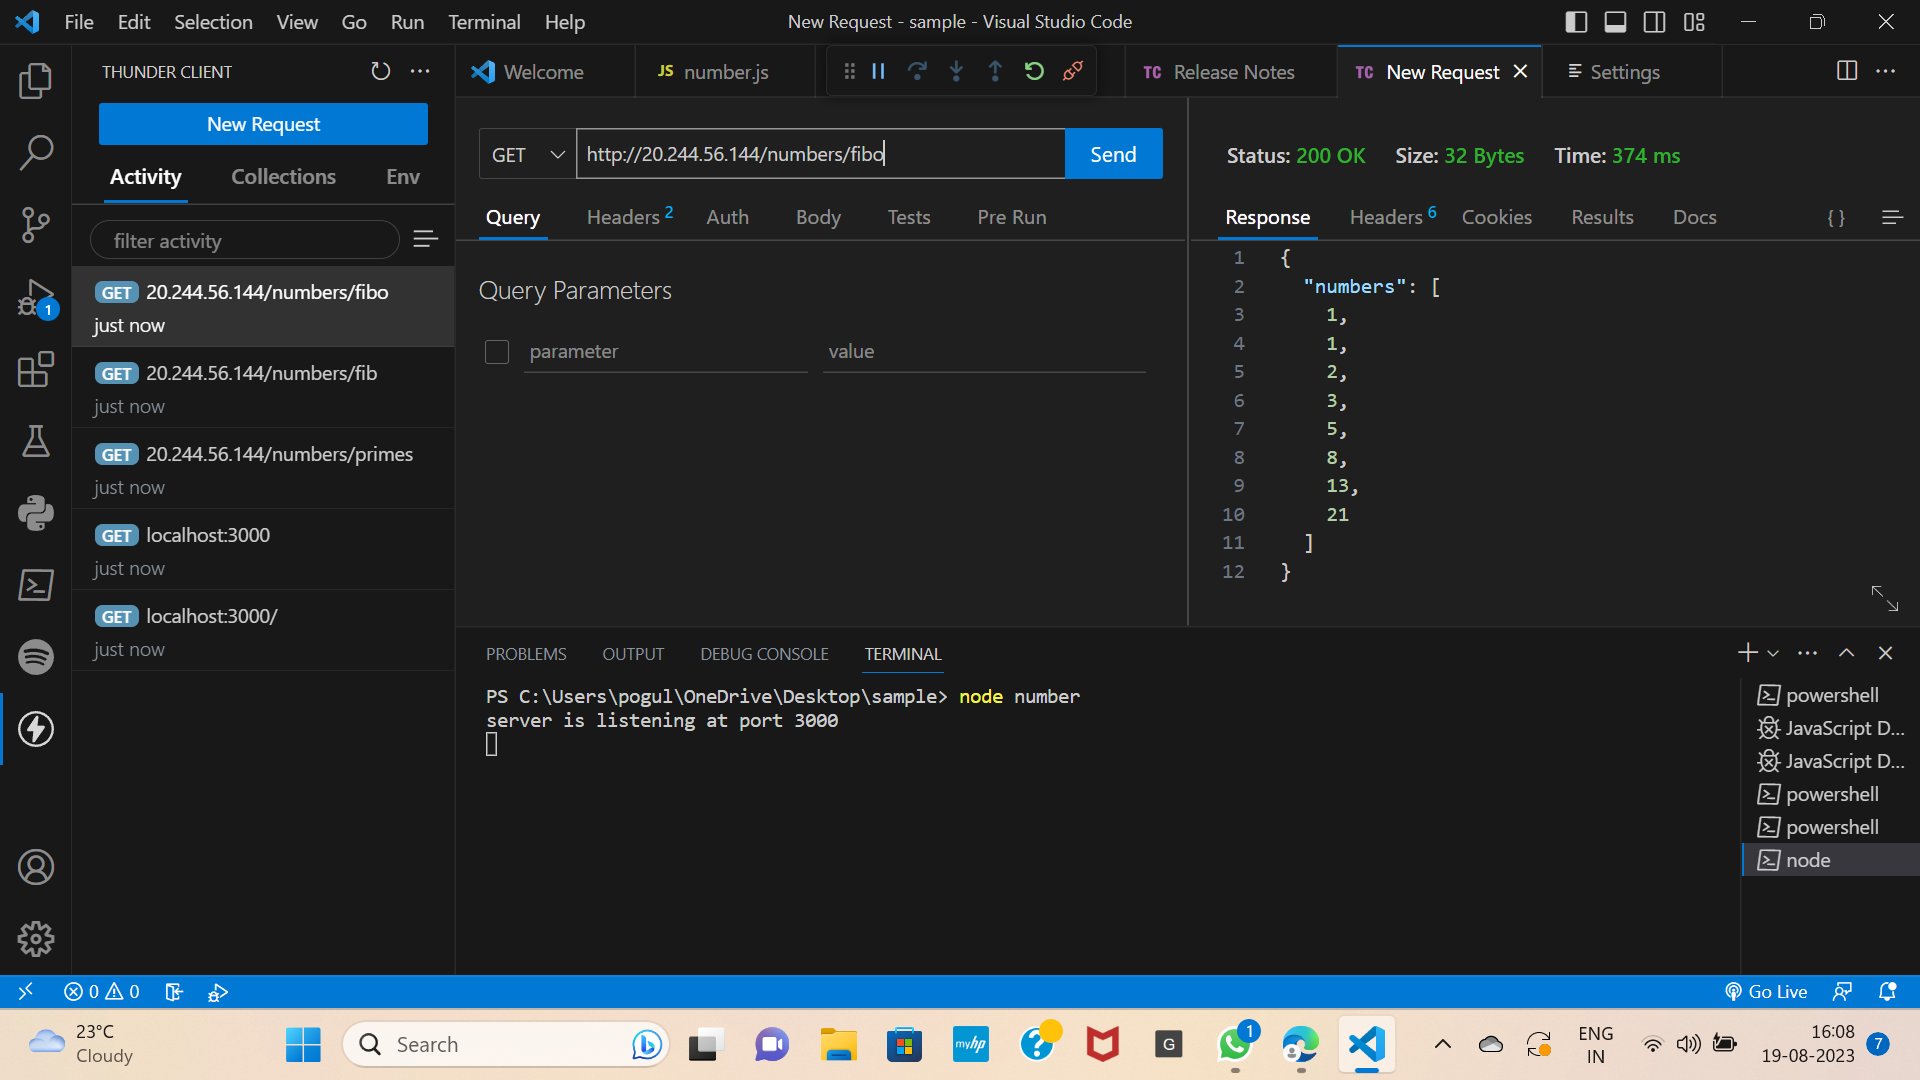 File Edit Selection View Go Run Terminal Help
New Request - sample - Visual Studio Code
THUNDER CLIENT
New Request
Activity Collections Env
filter activity
GET 20.244.56.144/numbers/fibo
just now
GET 20.244.56.144/numbers/fib
just now
GET 20.244.56.144/numbers/primes
just now
GET localhost:3000
just now
GET localhost:3000/
just now
1
Welcome
JS number.js
TC Release Notes
TC New Request
Settings
GET http://20.244.56.144/numbers/fibo Send
Query Headers 2 Auth Body Tests Pre Run
Query Parameters
parameter value
Status: 200 OK Size: 32 Bytes Time: 374 ms
Response Headers 6 Cookies Results Docs { }
1 {
2 "numbers": [
3 1,
4 1,
5 2,
6 3,
7 5,
8 8,
9 13,
10 21
11 ]
12 }
PROBLEMS OUTPUT DEBUG CONSOLE TERMINAL
PS C:\Users\pogul\OneDrive\Desktop\sample> node number
server is listening at port 3000
powershell
JavaScript D...
JavaScript D...
powershell
powershell
node
0 0
Go Live
23°C
Cloudy
Search
myhp
?
G
1
ENG
IN
16:08
19-08-2023
7